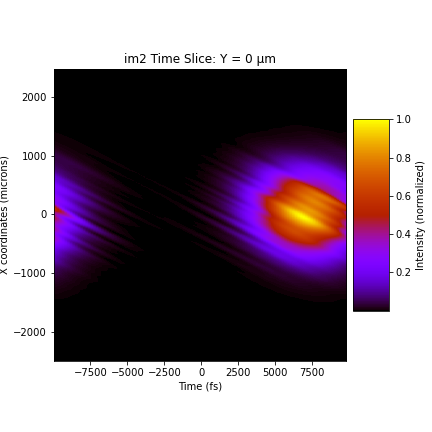 im2 Time Slice: Y = 0 μm
2000
1000
0
−1000
−2000
X coordinates (microns)
−7500 −5000 −2500 0 2500 5000 7500
Time (fs)
1.0
0.8
0.6
0.4
0.2
Intensity (normalized)